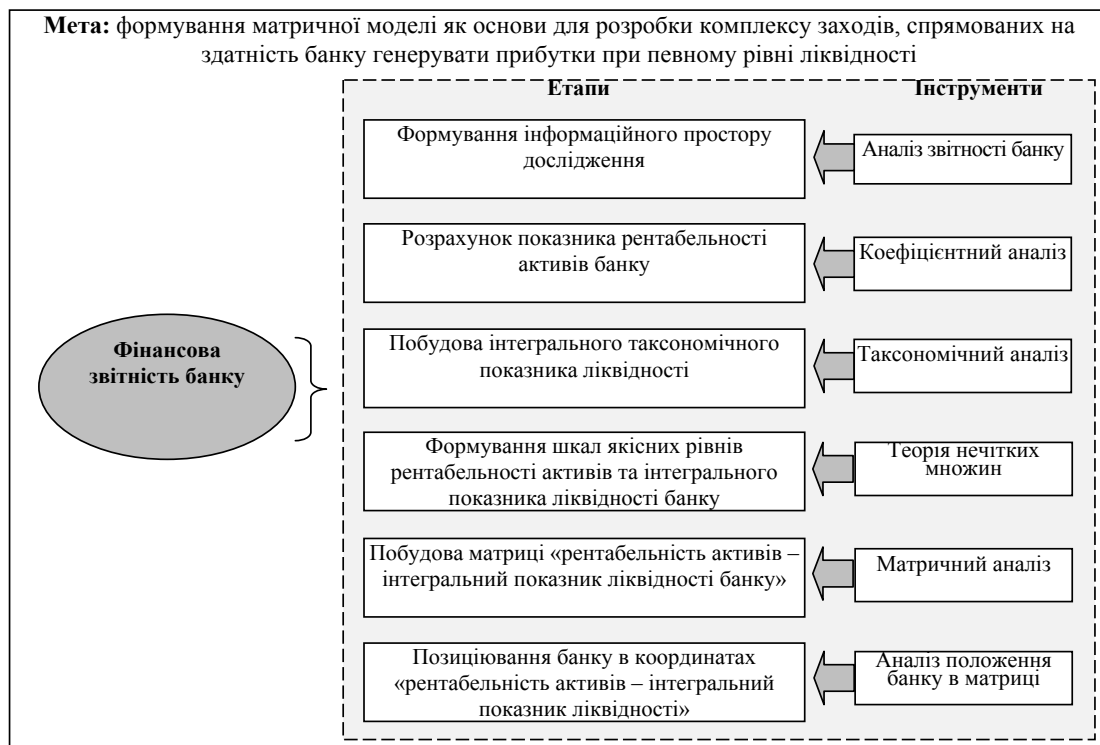 Мета: формування матричної моделі як основи для розробки комплексу заходів, спрямованих на
здатність банку генерувати прибутки при певному рівні ліквідності
Етапи
Інструменти
Формування інформаційного простору
дослідження
Аналіз звітності банку
Розрахунок показника рентабельності
активів банку
Коефіцієнтний аналіз
Фінансова
звітність банку
Побудова інтегрального таксономічного
показника ліквідності
Таксономічний аналіз
Формування шкал якісних рівнів
рентабельності активів та інтегрального
показника ліквідності банку
Теорія нечітких
множин
Побудова матриці «рентабельність активів –
інтегральний показник ліквідності банку»
Матричний аналіз
Позиціювання банку в координатах
«рентабельність активів – інтегральний
показник ліквідності»
Аналіз положення
банку в матриці